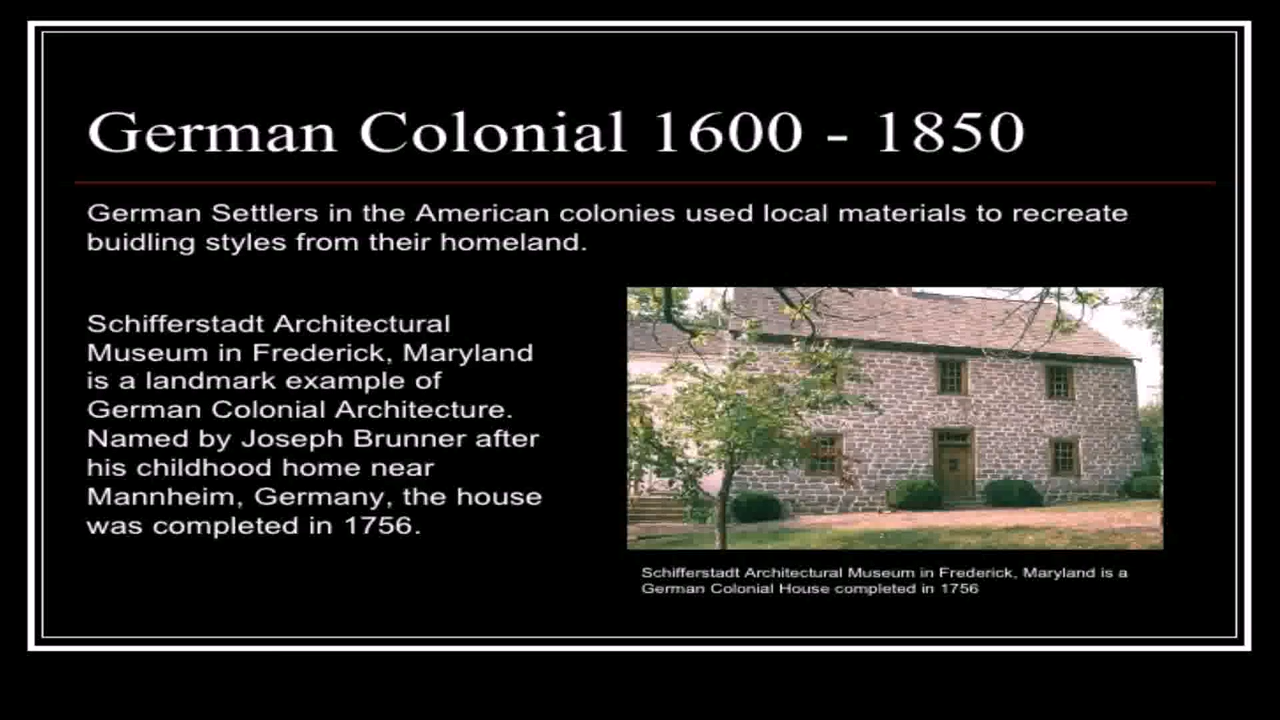 German Colonial 1600 - 1850
German Settlers in the American colonies used local materials to recreate
buidling styles from their homeland.
Schifferstadt Architectural
Museum in Frederick, Maryland
is a landmark example of
German Colonial Architecture.
Named by Joseph Brunner after
his childhood home near
Mannheim, Germany, the house
was completed in 1756.
Schifferstadt Architectural Museum in Frederick, Maryland is a
German Colonial House completed in 1756